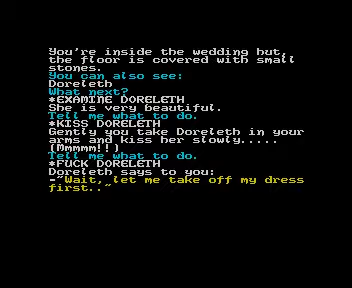 You're inside the wedding hut,
the floor is covered with small
stones.
You can also see:
Doreleth
What next?
*EXAMINE DORELETH
She is very beautiful.
Tell me what to do.
*KISS DORELETH
Gently you take Doreleth in your
arms and kiss her slowly.....
(Mmmmm!!)
Tell me what to do.
*FUCK DORELETH
Doreleth says to you:
-"Wait, let me take off my dress
first.."